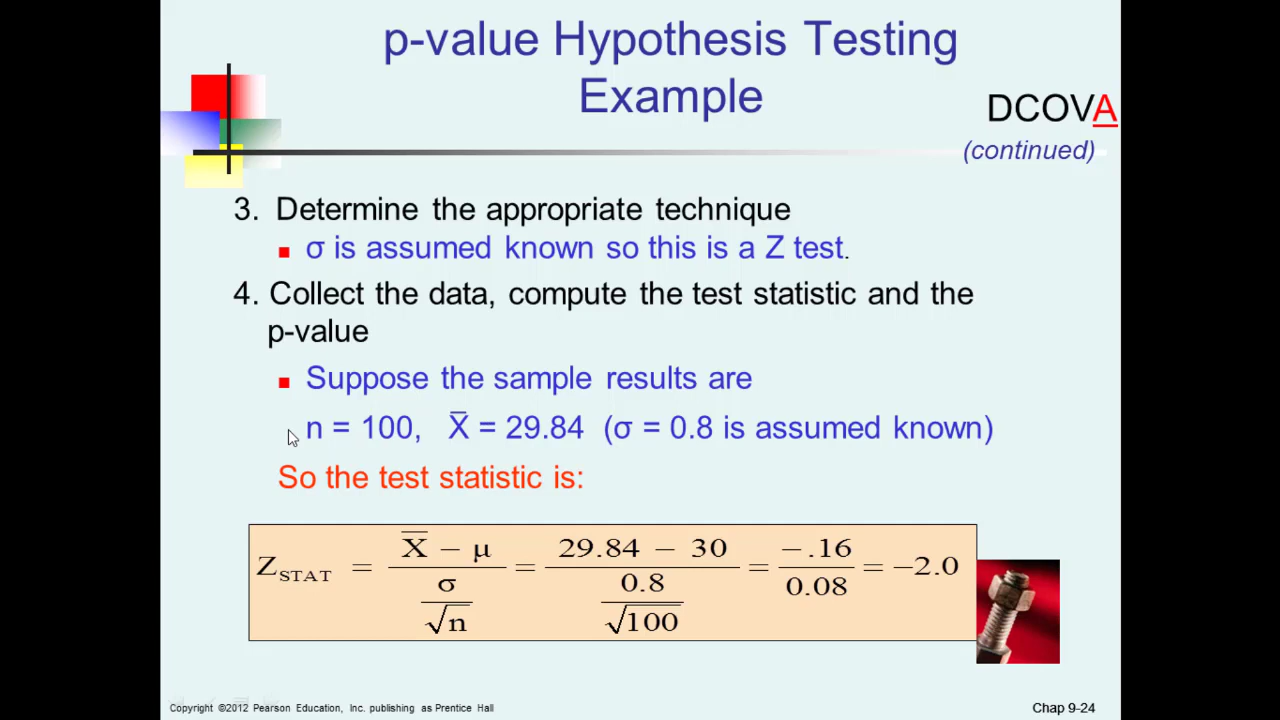 p-value Hypothesis Testing
Example
DCOVA
(continued)
3. Determine the appropriate technique
■ σ is assumed known so this is a Z test.
4. Collect the data, compute the test statistic and the
p-value
■ Suppose the sample results are
n = 100, X̅ = 29.84 (σ = 0.8 is assumed known)
So the test statistic is:
Z_STAT = (X̅ − μ) / (σ / √n) = (29.84 − 30) / (0.8 / √100) = −.16 / 0.08 = −2.0
Copyright ©2012 Pearson Education, Inc. publishing as Prentice Hall
Chap 9-24